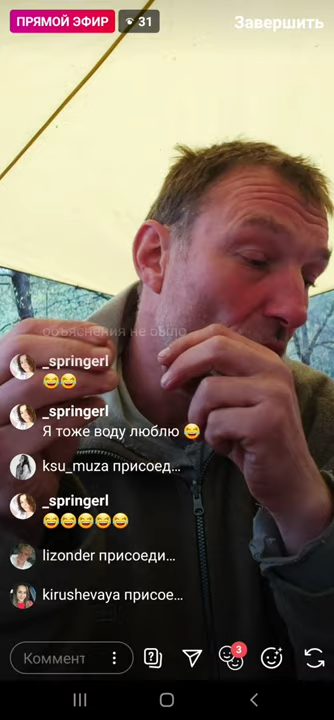 ПРЯМОЙ ЭФИР
31
Завершить
объяснения не было
_springerl
😂😂
_springerl
Я тоже воду люблю 😂
ksu_muza присоед...
_springerl
😂😂😂😂😂
lizonder присоеди...
kirushevaya присое...
Коммент
3